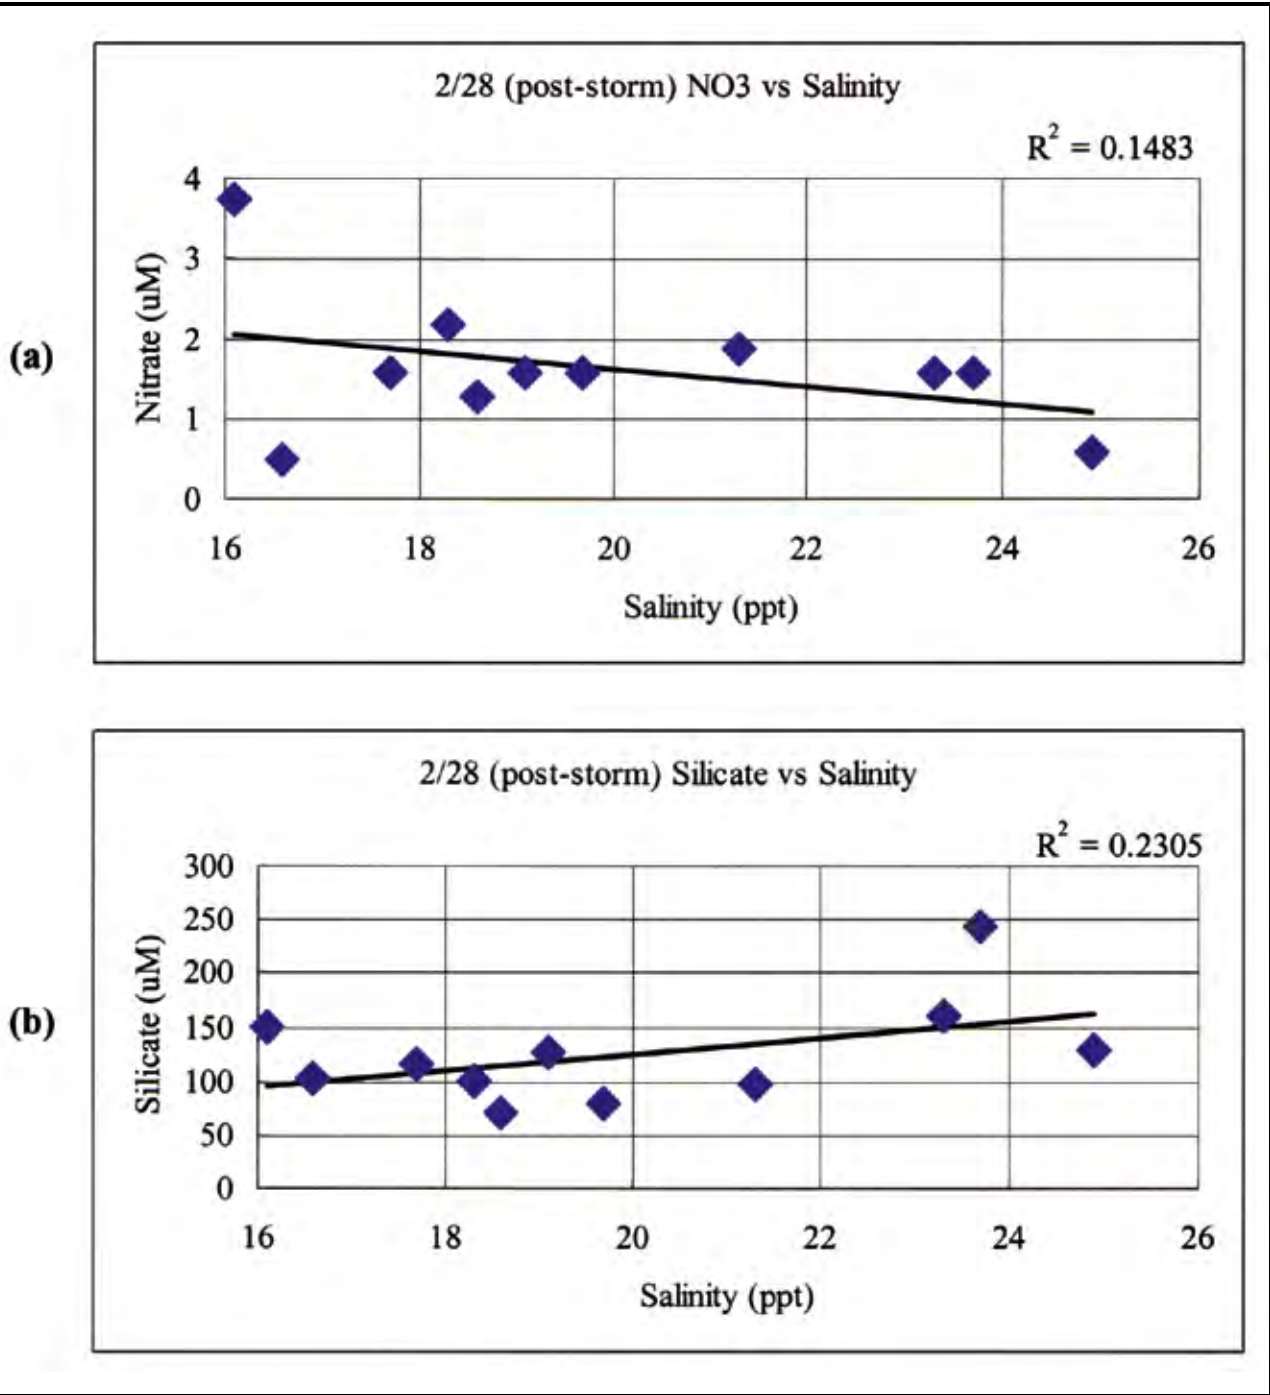 2/28 (post-storm) NO3 vs Salinity
R² = 0.1483
4
3
2
1
0
Nitrate (uM)
(a)
16 18 20 22 24 26
Salinity (ppt)
2/28 (post-storm) Silicate vs Salinity
R² = 0.2305
300
250
200
150
100
50
0
Silicate (uM)
(b)
16 18 20 22 24 26
Salinity (ppt)